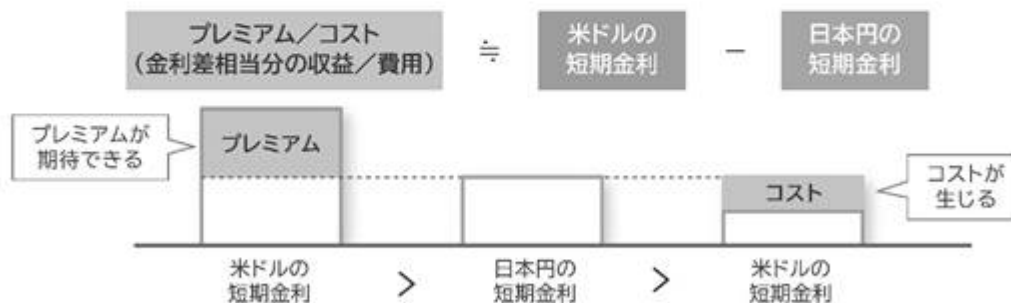 プレミアム／コスト
（金利差相当分の収益／費用）
≒
米ドルの
短期金利
－
日本円の
短期金利
プレミアムが
期待できる
プレミアム
コスト
コストが
生じる
米ドルの
短期金利
＞
日本円の
短期金利
＞
米ドルの
短期金利